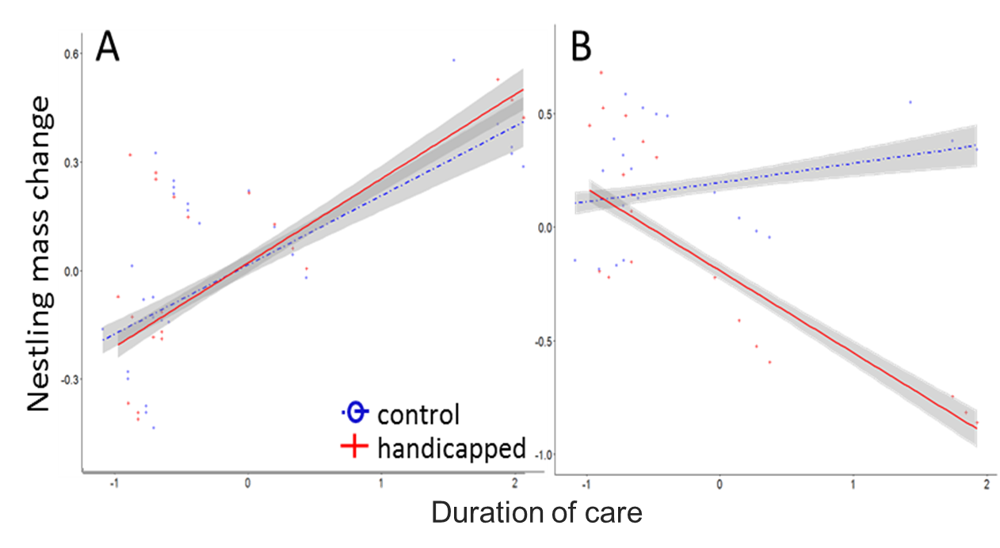 A
B
Nestling mass change
0.6
0.3
0.0
-0.3
-1
0
1
2
control
handicapped
0.5
0.0
-0.5
-1.0
-1
0
1
2
Duration of care